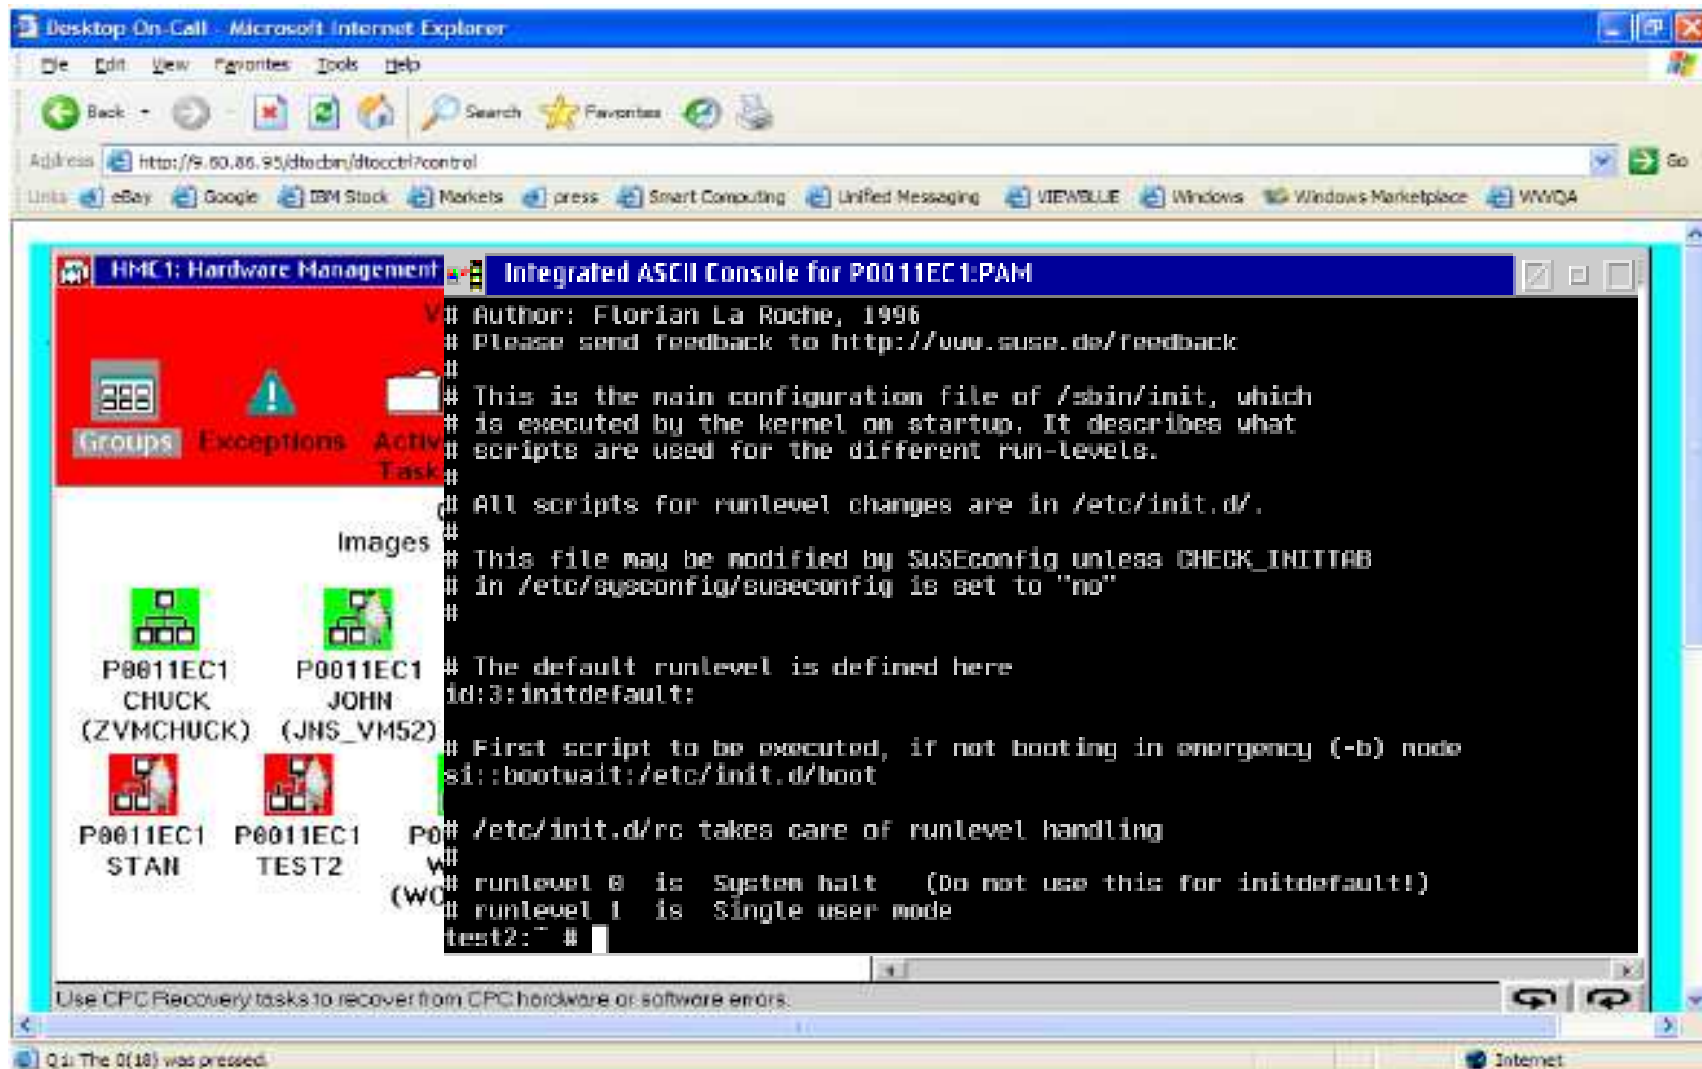 Desktop On-Call - Microsoft Internet Explorer
File Edit View Favorites Tools Help
Back Search Favorites
Address http://9.60.86.95/dtocbin/dtocctrl?control Go
Links eBay Google IBM Stock Markets press Smart Computing Unified Messaging VIEWBLUE Windows Windows Marketplace WWQA
HMC1: Hardware Management
Integrated ASCII Console for P0011EC1:PAM
# Author: Florian La Roche, 1996
# Please send feedback to http://www.suse.de/feedback
#
# This is the main configuration file of /sbin/init, which
# is executed by the kernel on startup. It describes what
# scripts are used for the different run-levels.
#
# All scripts for runlevel changes are in /etc/init.d/.
#
# This file may be modified by SuSEconfig unless CHECK_INITTAB
# in /etc/sysconfig/suseconfig is set to "no"
#
# The default runlevel is defined here
id:3:initdefault:
# First script to be executed, if not booting in emergency (-b) mode
si::bootwait:/etc/init.d/boot
# /etc/init.d/rc takes care of runlevel handling
#
# runlevel 0 is System halt (Do not use this for initdefault!)
# runlevel 1 is Single user mode
test2:~ #
Groups Exceptions Activ
Task
Images
P0011EC1 P0011EC1
CHUCK JOHN
(ZVMCHUCK) (JNS_VM52)
P0011EC1 P0011EC1 P0
STAN TEST2 W
(WO
Use CPC Recovery tasks to recover from CPC hardware or software errors.
Q1: The 0(18) was pressed. Internet